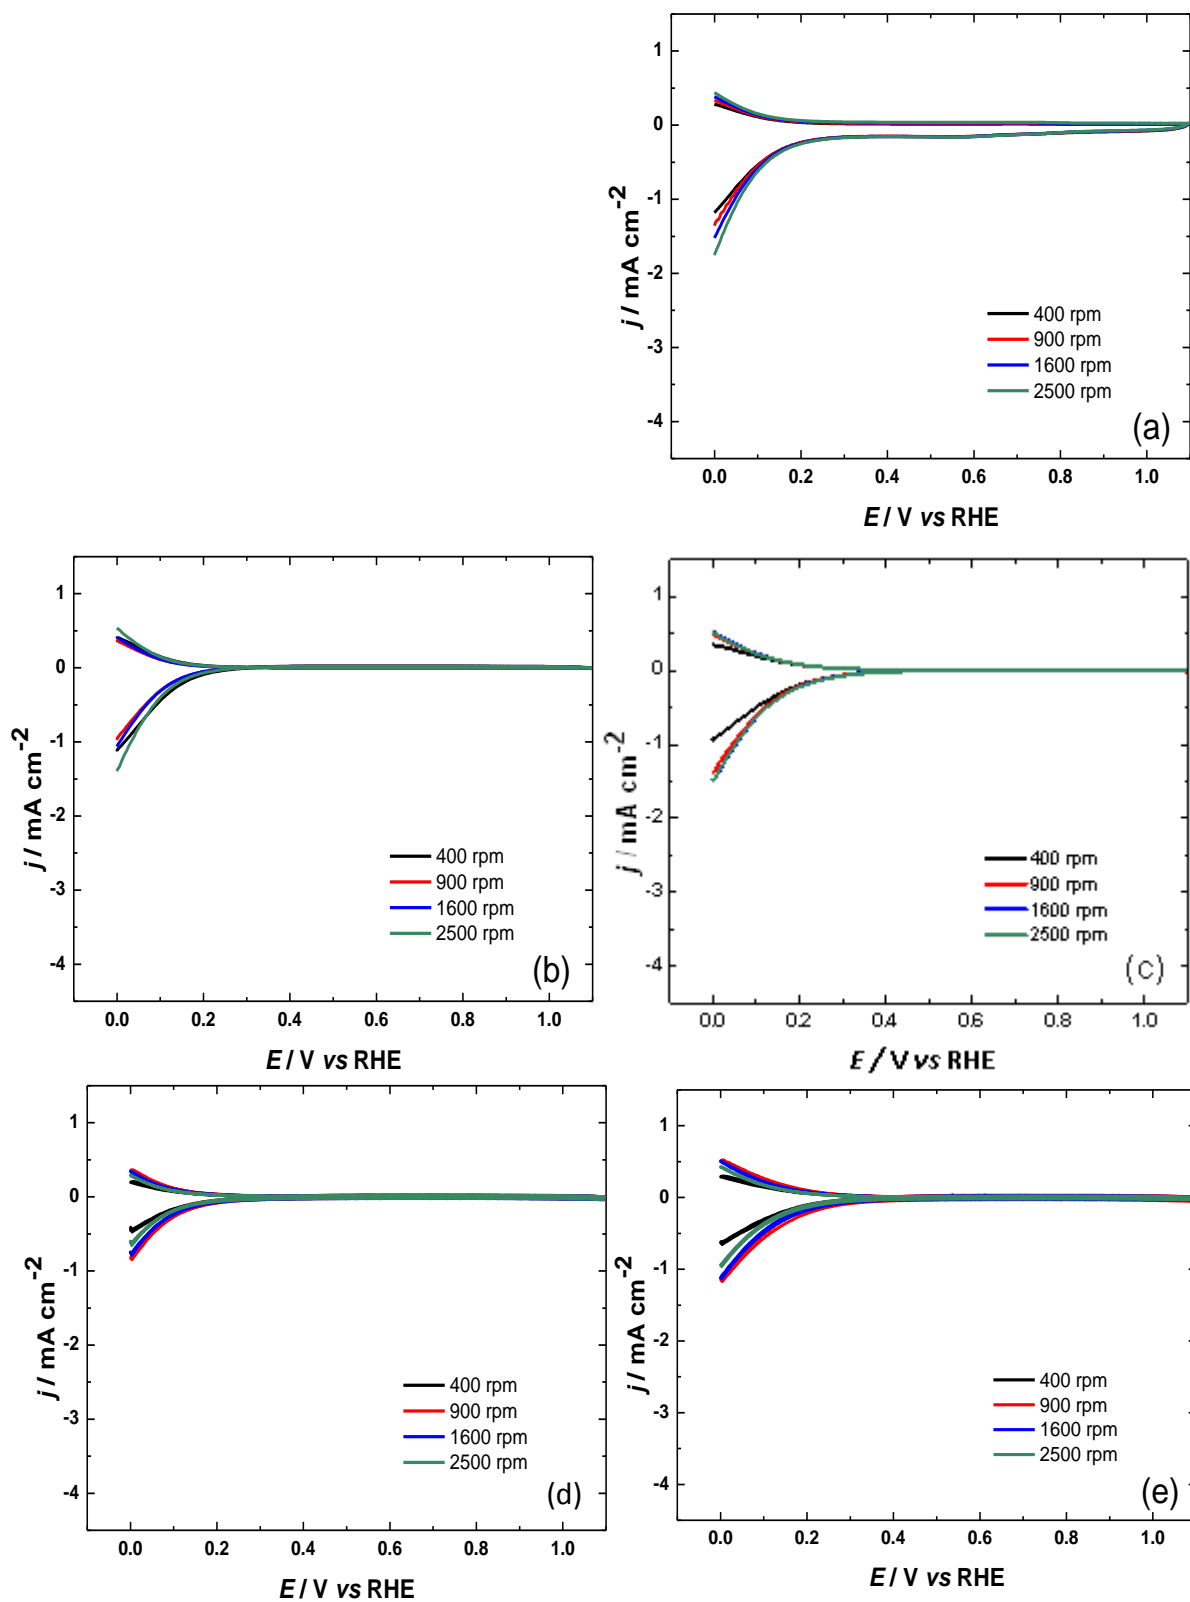 1
0
-1
-2
-3
-4
j / mA cm-2
400 rpm
900 rpm
1600 rpm
2500 rpm
(a)
0.0 0.2 0.4 0.6 0.8 1.0
E / V vs RHE
1
0
-1
-2
-3
-4
j / mA cm-2
400 rpm
900 rpm
1600 rpm
2500 rpm
(b)
0.0 0.2 0.4 0.6 0.8 1.0
E / V vs RHE
1
0
-1
-2
-3
-4
j / mA cm-2
400 rpm
900 rpm
1600 rpm
2500 rpm
(c)
0.0 0.2 0.4 0.6 0.8 1.0
E / V vs RHE
1
0
-1
-2
-3
-4
j / mA cm-2
400 rpm
900 rpm
1600 rpm
2500 rpm
(d)
0.0 0.2 0.4 0.6 0.8 1.0
E / V vs RHE
1
0
-1
-2
-3
-4
j / mA cm-2
400 rpm
900 rpm
1600 rpm
2500 rpm
(e)
0.0 0.2 0.4 0.6 0.8 1.0
E / V vs RHE